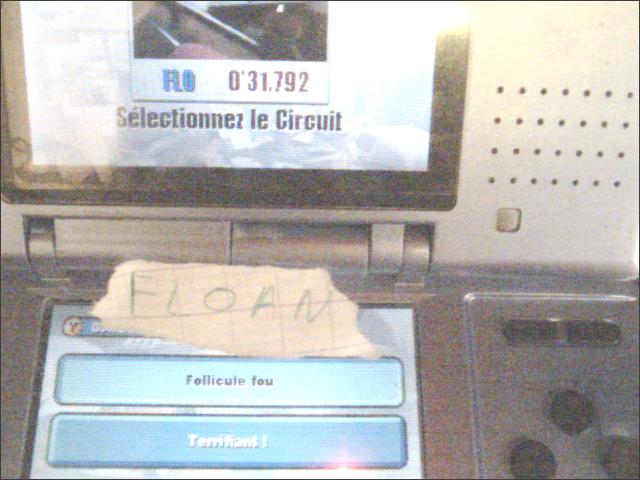 FLO 0'31.792
Sélectionnez le Circuit
FLOAN
Follicule fou
Terrifiant !